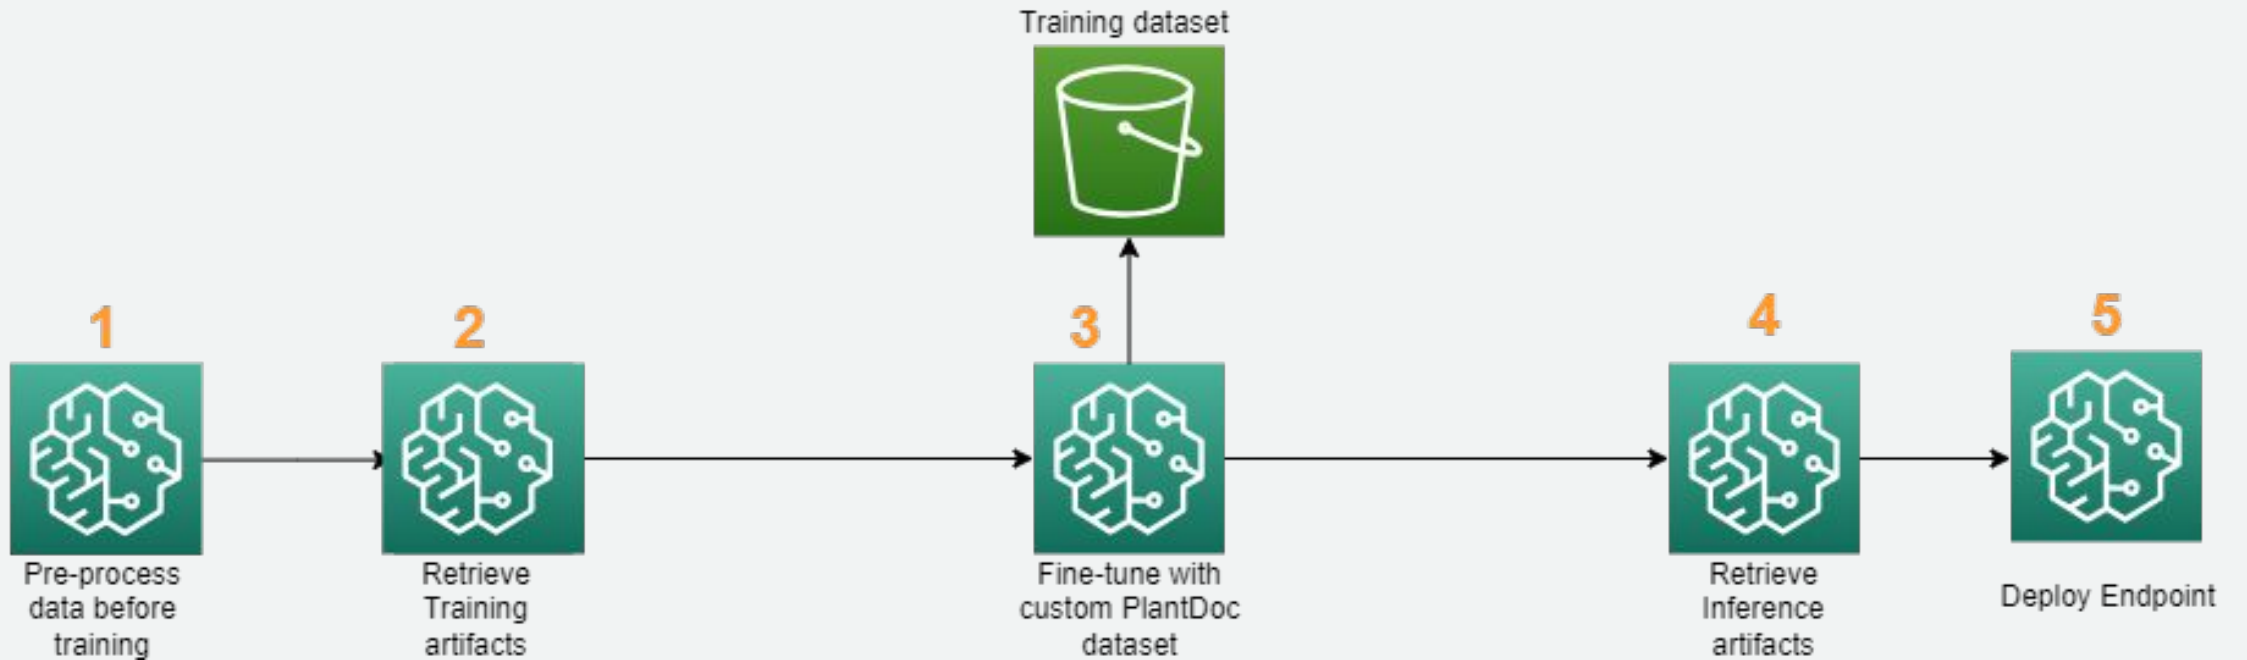 Training dataset
1
2
3
4
5
Pre-process
data before
training
Retrieve
Training
artifacts
Fine-tune with
custom PlantDoc
dataset
Retrieve
Inference
artifacts
Deploy Endpoint